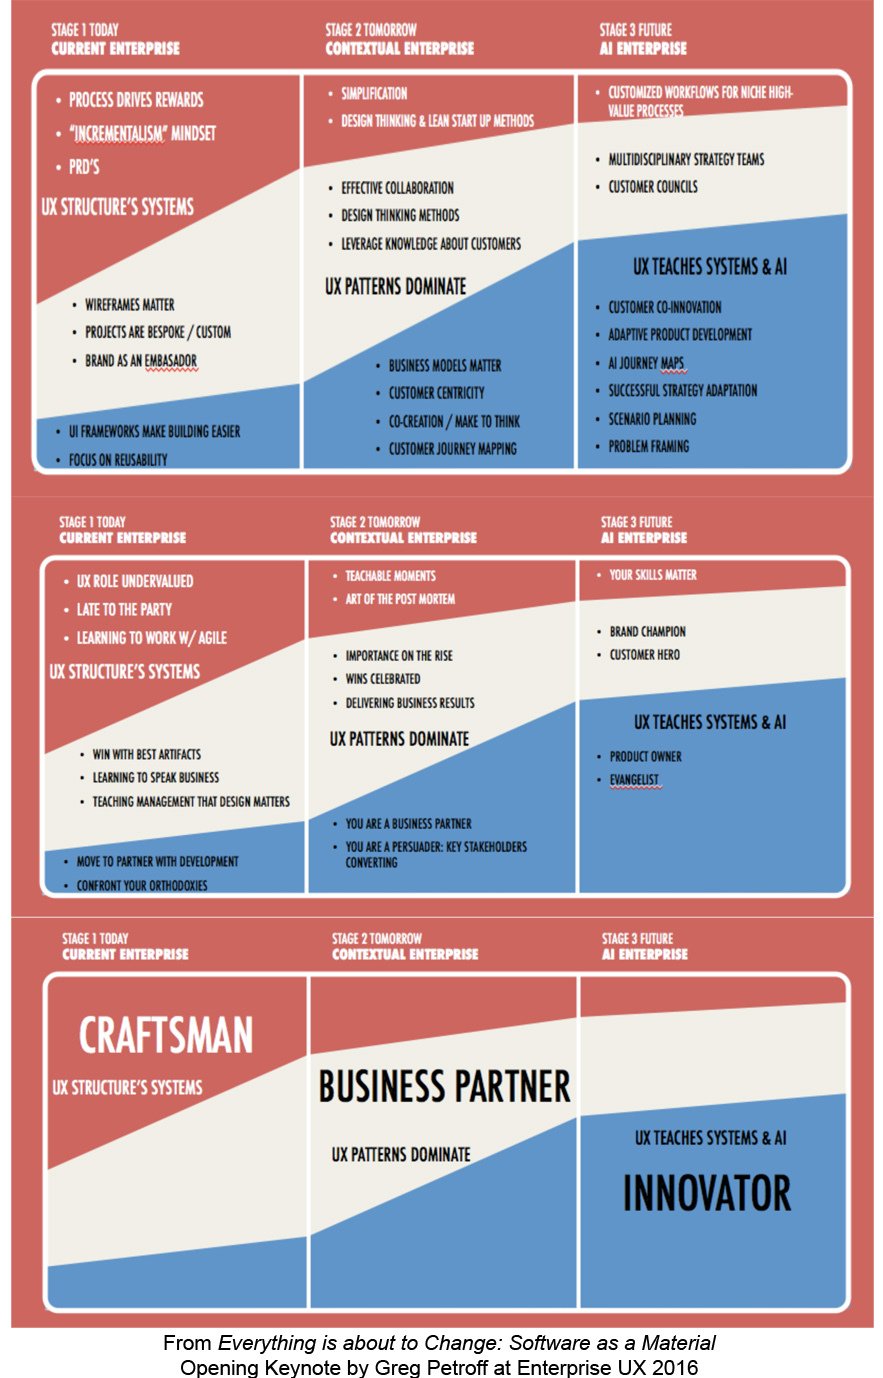 STAGE 1 TODAY
CURRENT ENTERPRISE
STAGE 2 TOMORROW
CONTEXTUAL ENTERPRISE
STAGE 3 FUTURE
AI ENTERPRISE
• PROCESS DRIVES REWARDS
• "INCREMENTALISM" MINDSET
• PRD'S
UX STRUCTURE'S SYSTEMS
• WIREFRAMES MATTER
• PROJECTS ARE BESPOKE / CUSTOM
• BRAND AS AN EMBASADOR
• UI FRAMEWORKS MAKE BUILDING EASIER
• FOCUS ON REUSABILITY
• SIMPLIFICATION
• DESIGN THINKING & LEAN START UP METHODS
• EFFECTIVE COLLABORATION
• DESIGN THINKING METHODS
• LEVERAGE KNOWLEDGE ABOUT CUSTOMERS
UX PATTERNS DOMINATE
• BUSINESS MODELS MATTER
• CUSTOMER CENTRICITY
• CO-CREATION / MAKE TO THINK
• CUSTOMER JOURNEY MAPPING
• CUSTOMIZED WORKFLOWS FOR NICHE HIGH-
VALUE PROCESSES
• MULTIDISCIPLINARY STRATEGY TEAMS
• CUSTOMER COUNCILS
UX TEACHES SYSTEMS & AI
• CUSTOMER CO-INNOVATION
• ADAPTIVE PRODUCT DEVELOPMENT
• AI JOURNEY MAPS
• SUCCESSFUL STRATEGY ADAPTATION
• SCENARIO PLANNING
• PROBLEM FRAMING
STAGE 1 TODAY
CURRENT ENTERPRISE
STAGE 2 TOMORROW
CONTEXTUAL ENTERPRISE
STAGE 3 FUTURE
AI ENTERPRISE
• UX ROLE UNDERVALUED
• LATE TO THE PARTY
• LEARNING TO WORK W/ AGILE
UX STRUCTURE'S SYSTEMS
• WIN WITH BEST ARTIFACTS
• LEARNING TO SPEAK BUSINESS
• TEACHING MANAGEMENT THAT DESIGN MATTERS
• MOVE TO PARTNER WITH DEVELOPMENT
• CONFRONT YOUR ORTHODOXIES
• TEACHABLE MOMENTS
• ART OF THE POST MORTEM
• IMPORTANCE ON THE RISE
• WINS CELEBRATED
• DELIVERING BUSINESS RESULTS
UX PATTERNS DOMINATE
• YOU ARE A BUSINESS PARTNER
• YOU ARE A PERSUADER: KEY STAKEHOLDERS
CONVERTING
• YOUR SKILLS MATTER
• BRAND CHAMPION
• CUSTOMER HERO
UX TEACHES SYSTEMS & AI
• PRODUCT OWNER
• EVANGELIST
STAGE 1 TODAY
CURRENT ENTERPRISE
STAGE 2 TOMORROW
CONTEXTUAL ENTERPRISE
STAGE 3 FUTURE
AI ENTERPRISE
CRAFTSMAN
UX STRUCTURE'S SYSTEMS
BUSINESS PARTNER
UX PATTERNS DOMINATE
UX TEACHES SYSTEMS & AI
INNOVATOR
From Everything is about to Change: Software as a Material
Opening Keynote by Greg Petroff at Enterprise UX 2016